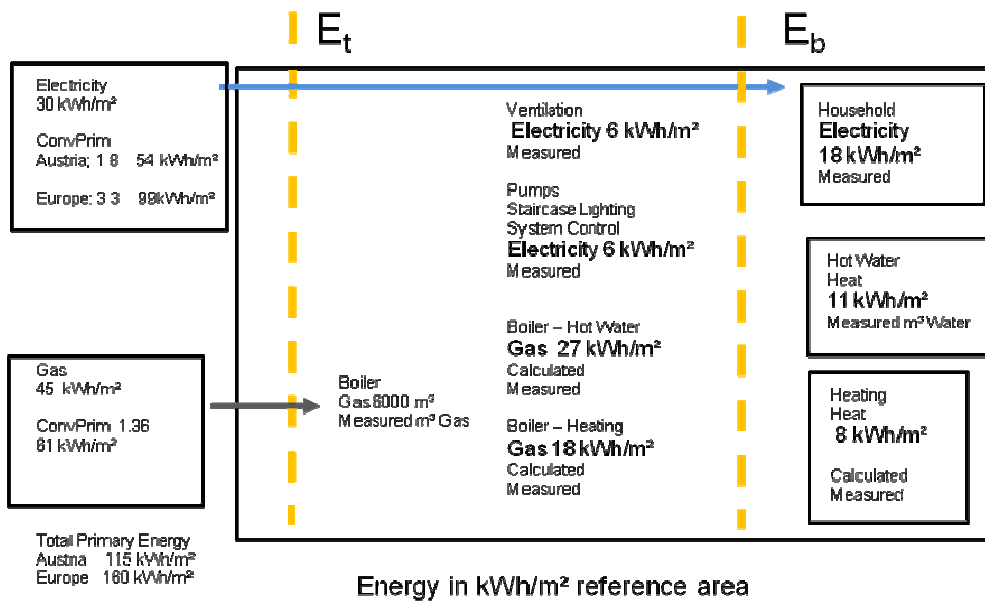 E_t
E_b
Electricity
30 kWh/m²
ConvPrim
Austria; 1 8 54 kWh/m²
Europe: 3 3 99kWh/m²
Gas
45 kWh/m²
ConvPrim 1.36
61 kWh/m²
Total Primary Energy
Austria 115 kWh/m²
Europe 160 kWh/m²
Boiler
Gas 6000 m³
Measured m³ Gas
Ventilation
Electricity 6 kWh/m²
Measured
Pumps
Staircase Lighting
System Control
Electricity 6 kWh/m²
Measured
Boiler – Hot Water
Gas 27 kWh/m²
Calculated
Measured
Boiler – Heating
Gas 18 kWh/m²
Calculated
Measured
Household
Electricity
18 kWh/m²
Measured
Hot Water
Heat
11 kWh/m²
Measured m³ Water
Heating
Heat
8 kWh/m²
Calculated
Measured
Energy in kWh/m² reference area